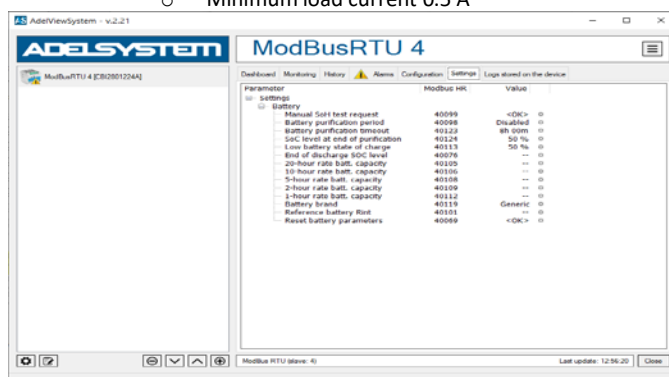 ○ Minimum load current 0.5 A
AdelViewSystem - v.2.21
ADELSYSTEM
ModBusRTU 4
ModBusRTU 4 [CBI2801224A]
Dashboard Monitoring History Alarms Configuration Settings Logs stored on the device
Parameter Modbus HR Value
Settings
Battery
Manual SoH test request 40099 <OK>
Battery purification period 40098 Disabled
Battery purification timeout 40123 8h 00m
SoC level at end of purification 40124 50 %
Low battery state of charge 40113 50 %
End of discharge SOC level 40076 --
20-hour rate batt. capacity 40105 --
10-hour rate batt. capacity 40106 --
5-hour rate batt. capacity 40108 --
2-hour rate batt. capacity 40109 --
1-hour rate batt. capacity 40112 --
Battery brand 40119 Generic
Reference battery Rint 40101 --
Reset battery parameters 40069 <OK>
ModBus RTU (slave: 4) Last update: 12:56:20 Close